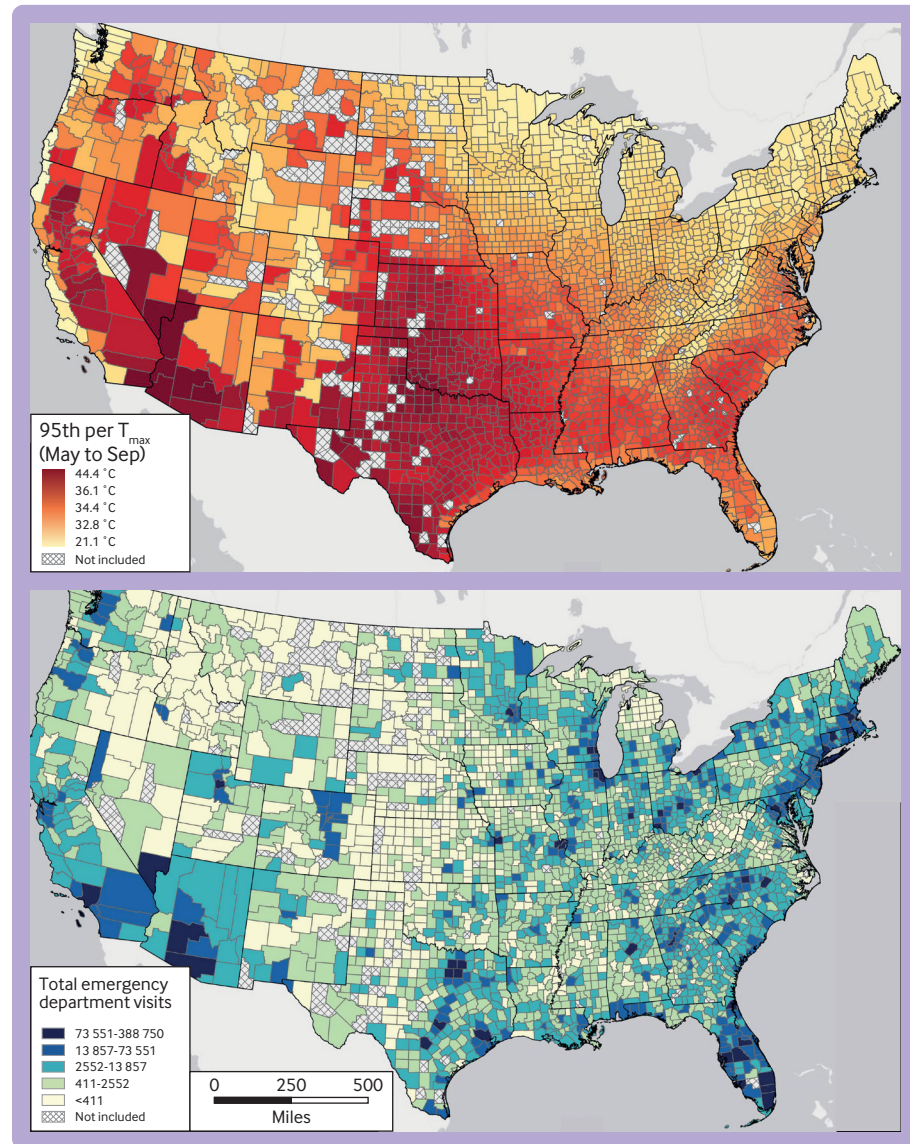 95th per Tmax
(May to Sep)
44.4 ˚C
36.1 ˚C
34.4 ˚C
32.8 ˚C
21.1 ˚C
Not included
Total emergency
department visits
73 551-388 750
13 857-73 551
2552-13 857
411-2552
<411
Not included
0 250 500
Miles